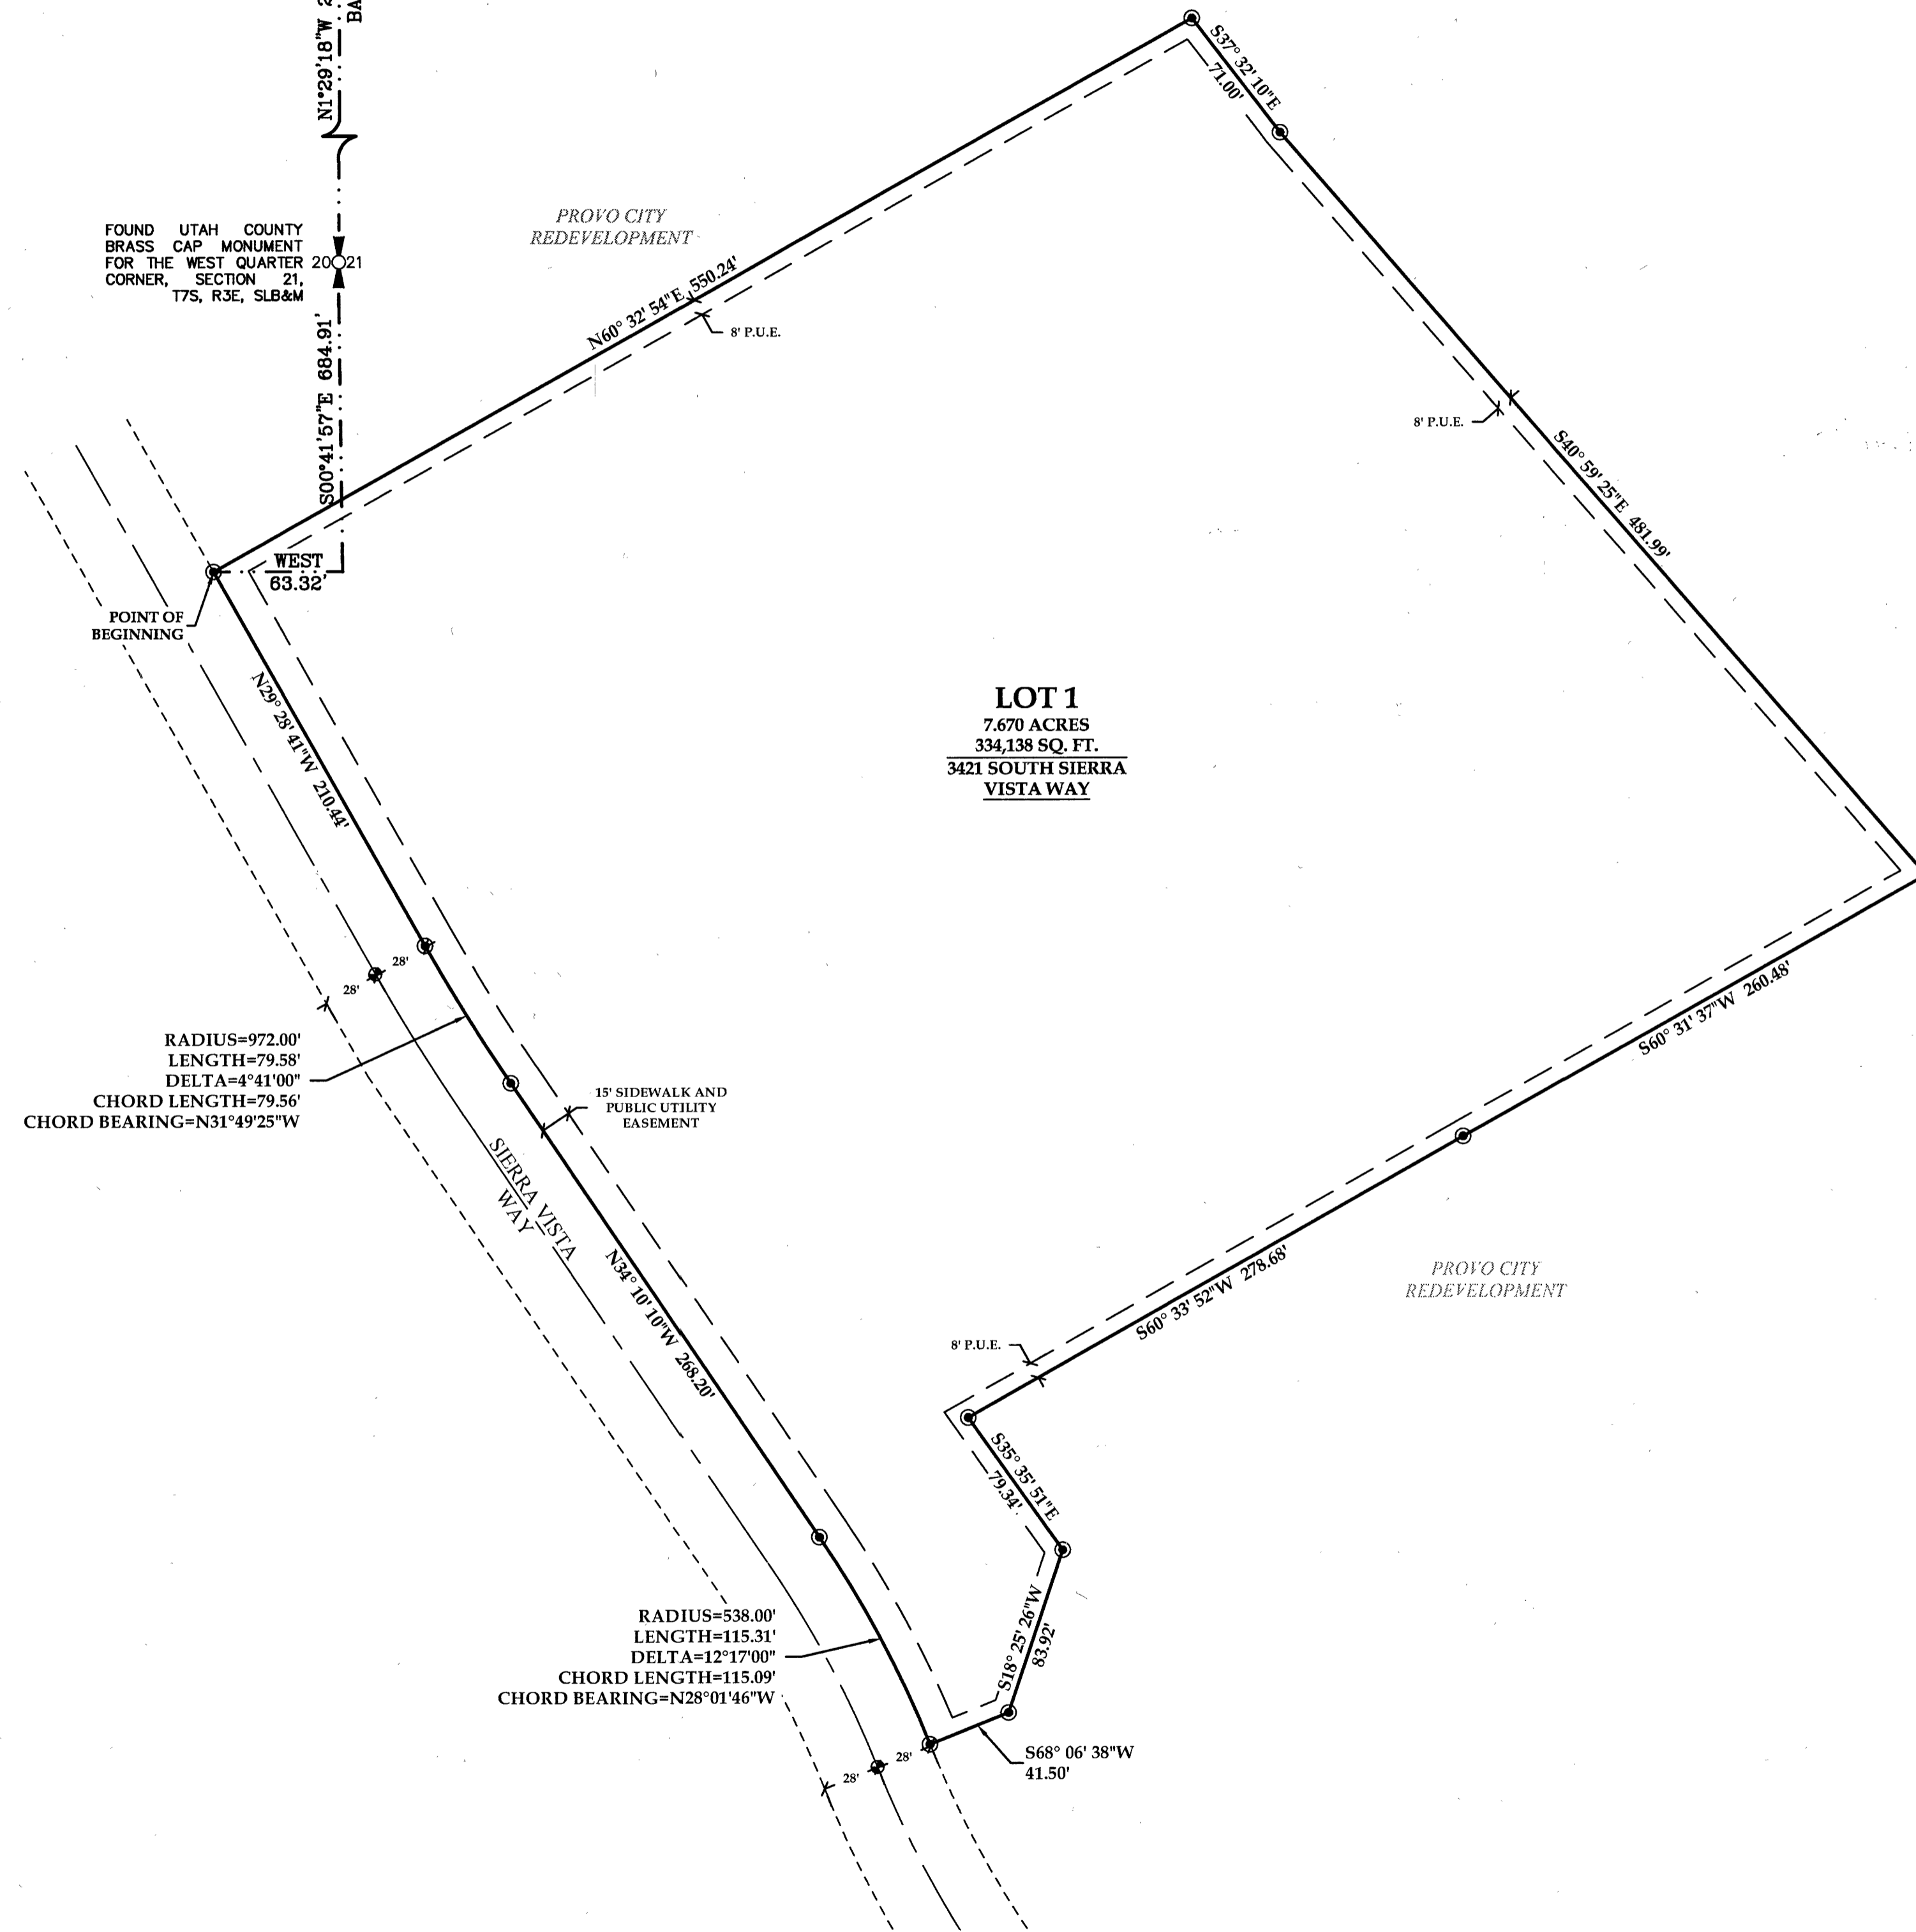 N1°29'18"W
BA
S37° 32' 10"E
71.00'
PROVO CITY
REDEVELOPMENT
FOUND UTAH COUNTY
BRASS CAP MONUMENT
FOR THE WEST QUARTER
CORNER, SECTION 21,
T7S, R3E, SLB&M
20 21
N60° 32' 54"E 550.24'
8' P.U.E.
S00°41'57"E 684.91'
8' P.U.E.
S40° 59' 25"E 481.99'
WEST
63.32'
POINT OF
BEGINNING
N29° 28' 41"W 210.44'
LOT 1
7.670 ACRES
334,138 SQ. FT.
3421 SOUTH SIERRA
VISTA WAY
28'
28'
S60° 31' 37"W 260.48'
RADIUS=972.00'
LENGTH=79.58'
DELTA=4°41'00"
CHORD LENGTH=79.56'
CHORD BEARING=N31°49'25"W
15' SIDEWALK AND
PUBLIC UTILITY
EASEMENT
SIERRA VISTA
WAY
N34° 10' 10"W 268.20'
S60° 33' 52"W 278.68'
PROVO CITY
REDEVELOPMENT
8' P.U.E.
S35° 35' 51"E
79.34'
S18° 25' 26"W
83.92'
RADIUS=538.00'
LENGTH=115.31'
DELTA=12°17'00"
CHORD LENGTH=115.09'
CHORD BEARING=N28°01'46"W
S68° 06' 38"W
41.50'
28'
28'